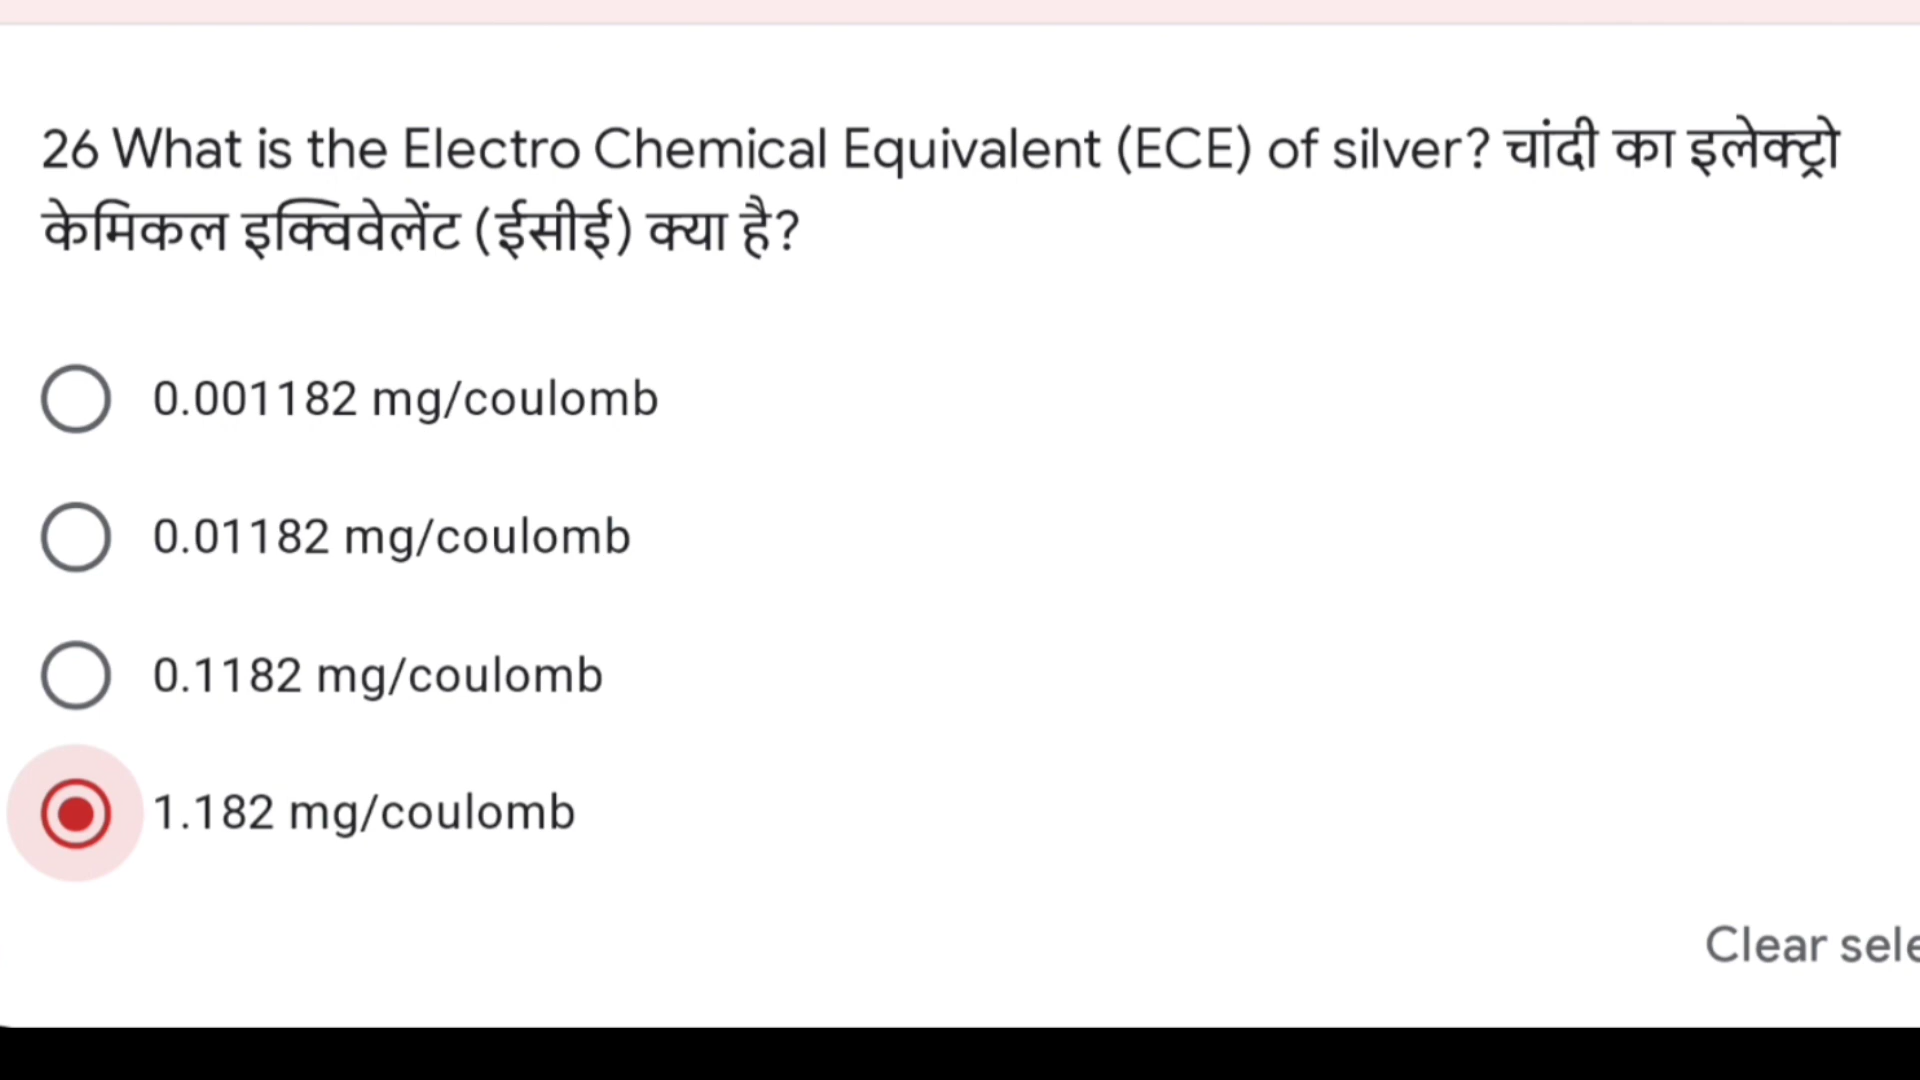 26 What is the Electro Chemical Equivalent (ECE) of silver? चांदी का इलेक्ट्रो
केमिकल इक्विवेलेंट (ईसीई) क्या है?
0.001182 mg/coulomb
0.01182 mg/coulomb
0.1182 mg/coulomb
1.182 mg/coulomb
Clear sele